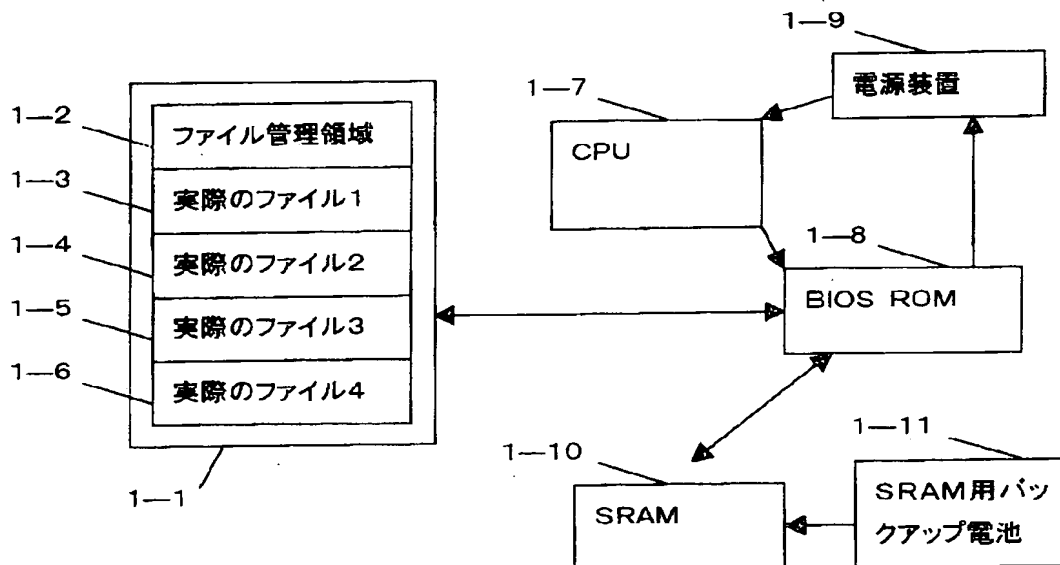 1—9
電源装置
1—7
CPU
1—2
ファイル管理領域
1—3
実際のファイル1
1—4
実際のファイル2
1—5
実際のファイル3
1—6
実際のファイル4
1—1
1—8
BIOS ROM
1—10
SRAM
1—11
SRAM用バッ
クアップ電池